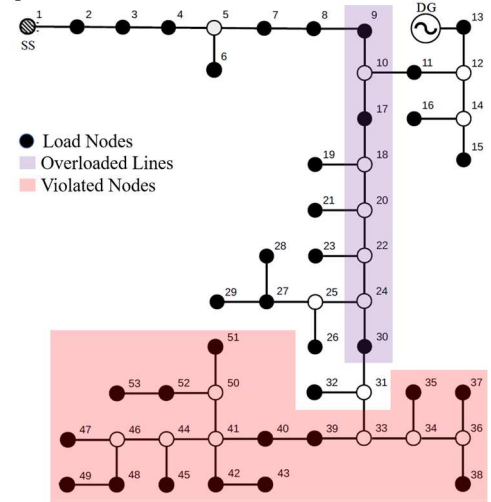 1 2 3 4 5 7 8 9 DG 13
SS
6
10 11 12
17 16 14
Load Nodes
Overloaded Lines
Violated Nodes
19 18 15
21 20
28 23 22
29 27 25 24
26 30
51
53 52 50 32 31 35 37
47 46 44 41 40 39 33 34 36
49 48 45 42 43 38